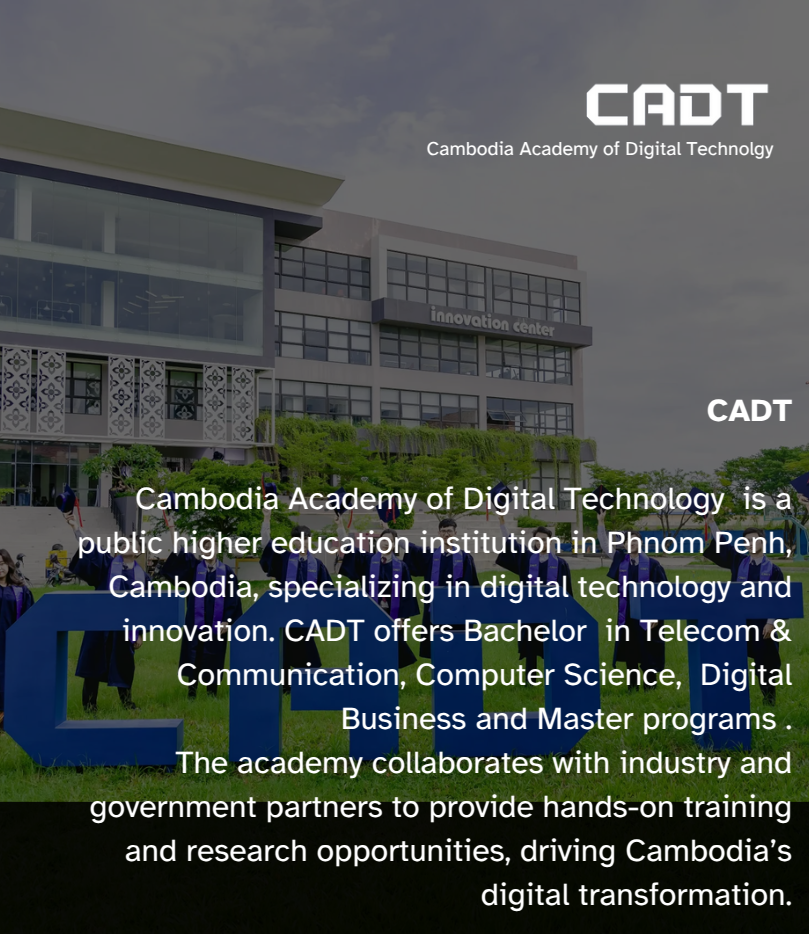 CADT
Cambodia Academy of Digital Technolgy
innovation center
CADT
Cambodia Academy of Digital Technology  is a
public higher education institution in Phnom Penh,
Cambodia, specializing in digital technology and
innovation. CADT offers Bachelor  in Telecom &
Communication, Computer Science,  Digital
Business and Master programs .
The academy collaborates with industry and
government partners to provide hands-on training
and research opportunities, driving Cambodia's
digital transformation.
CADT